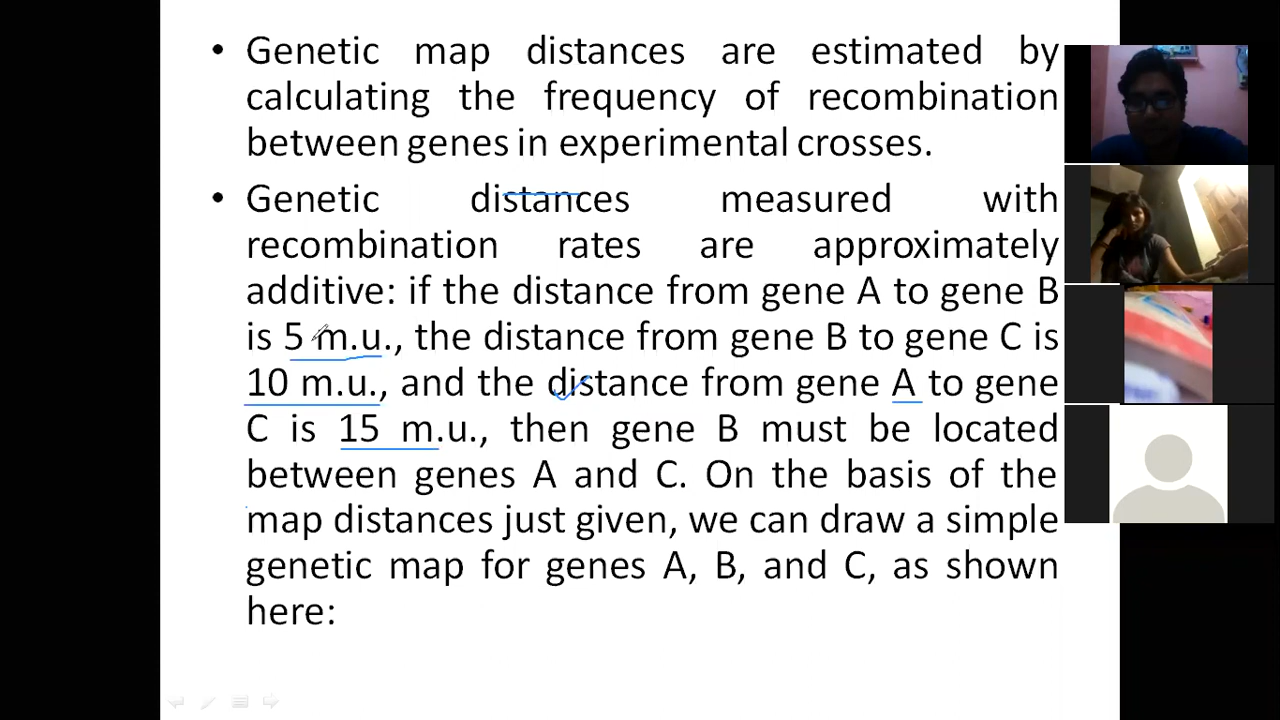 • Genetic map distances are estimated by
calculating the frequency of recombination
between genes in experimental crosses.
• Genetic distances measured with
recombination rates are approximately
additive: if the distance from gene A to gene B
is 5 m.u., the distance from gene B to gene C is
10 m.u., and the distance from gene A to gene
C is 15 m.u., then gene B must be located
between genes A and C. On the basis of the
map distances just given, we can draw a simple
genetic map for genes A, B, and C, as shown
here: